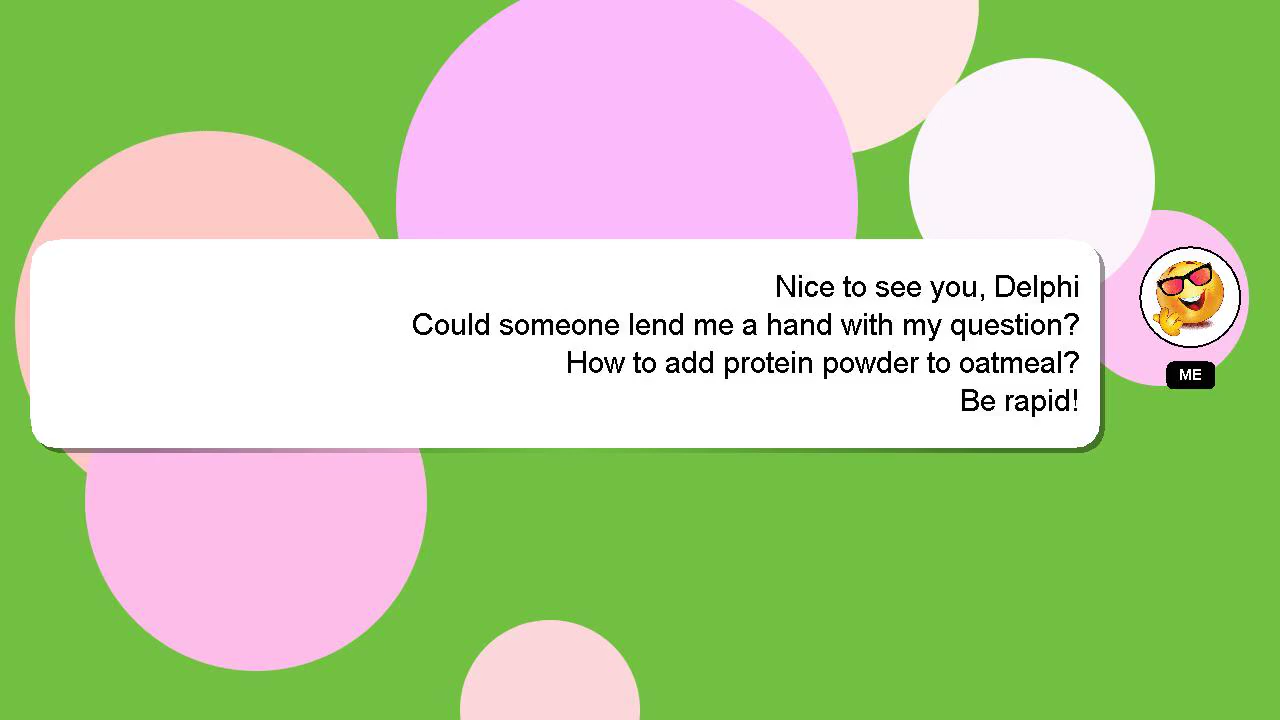 Nice to see you, Delphi
Could someone lend me a hand with my question?
How to add protein powder to oatmeal?
Be rapid!
ME